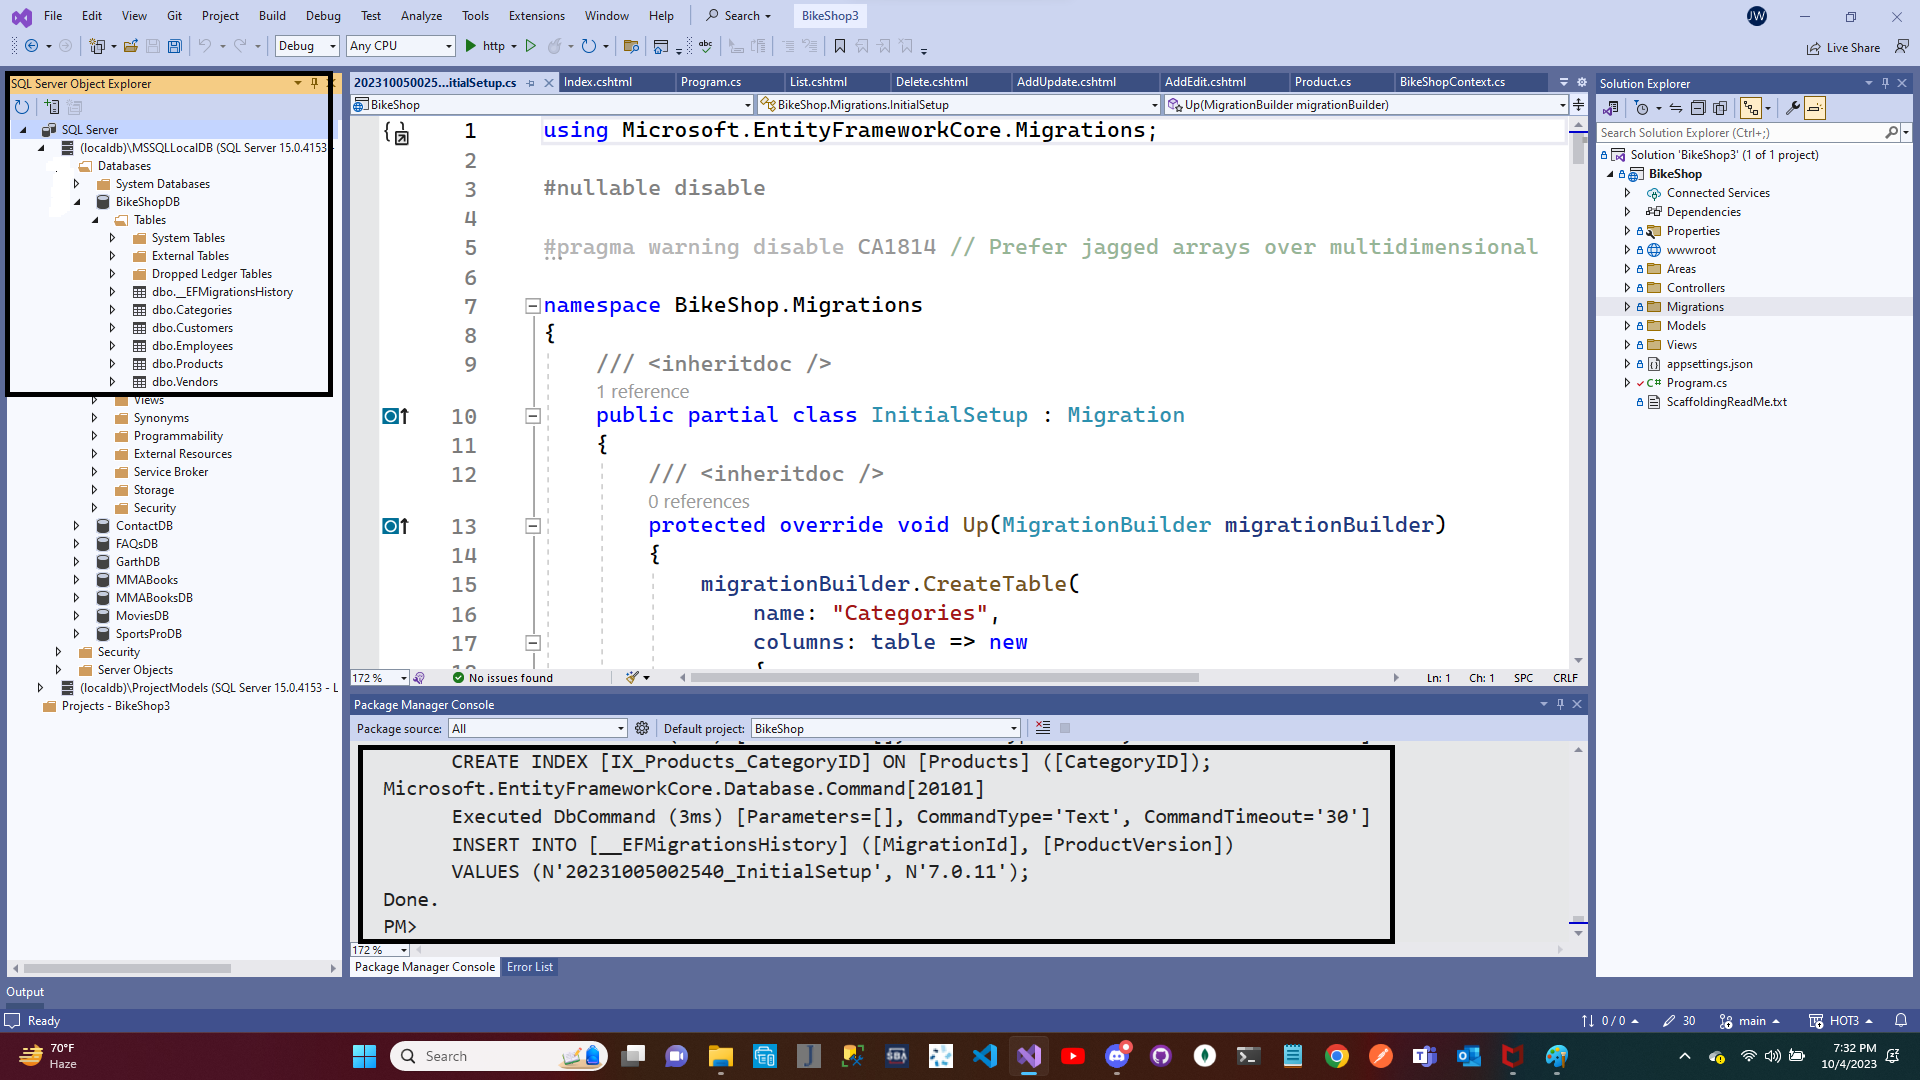 File Edit View Git Project Build Debug Test Analyze Tools Extensions Window Help Search BikeShop3 JW
Debug Any CPU http Live Share
SQL Server Object Explorer
SQL Server
(localdb)\MSSQLLocalDB (SQL Server 15.0.4153
Databases
System Databases
BikeShopDB
Tables
System Tables
External Tables
Dropped Ledger Tables
dbo.__EFMigrationsHistory
dbo.Categories
dbo.Customers
dbo.Employees
dbo.Products
dbo.Vendors
Views
Synonyms
Programmability
External Resources
Service Broker
Storage
Security
ContactDB
FAQsDB
GarthDB
MMABooks
MMABooksDB
MoviesDB
SportsProDB
Security
Server Objects
(localdb)\ProjectModels (SQL Server 15.0.4153 - L
Projects - BikeShop3
202310050025...itialSetup.cs Index.cshtml Program.cs List.cshtml Delete.cshtml AddUpdate.cshtml AddEdit.cshtml Product.cs BikeShopContext.cs
BikeShop BikeShop.Migrations.InitialSetup Up(MigrationBuilder migrationBuilder)
1 using Microsoft.EntityFrameworkCore.Migrations;
2
3 #nullable disable
4
5 #pragma warning disable CA1814 // Prefer jagged arrays over multidimensional
6
7 namespace BikeShop.Migrations
8 {
9 /// <inheritdoc />
1 reference
10 public partial class InitialSetup : Migration
11 {
12 /// <inheritdoc />
0 references
13 protected override void Up(MigrationBuilder migrationBuilder)
14 {
15 migrationBuilder.CreateTable(
16 name: "Categories",
17 columns: table => new
172 % No issues found Ln: 1 Ch: 1 SPC CRLF
Package Manager Console
Package source: All Default project: BikeShop
CREATE INDEX [IX_Products_CategoryID] ON [Products] ([CategoryID]);
Microsoft.EntityFrameworkCore.Database.Command[20101]
Executed DbCommand (3ms) [Parameters=[], CommandType='Text', CommandTimeout='30']
INSERT INTO [__EFMigrationsHistory] ([MigrationId], [ProductVersion])
VALUES (N'20231005002540_InitialSetup', N'7.0.11');
Done.
PM>
172 %
Package Manager Console Error List
Solution Explorer
Search Solution Explorer (Ctrl+;)
Solution 'BikeShop3' (1 of 1 project)
BikeShop
Connected Services
Dependencies
Properties
wwwroot
Areas
Controllers
Migrations
Models
Views
appsettings.json
Program.cs
ScaffoldingReadMe.txt
Output
Ready 0 / 0 30 main HOT3
70°F
Haze
Search
7:32 PM
10/4/2023